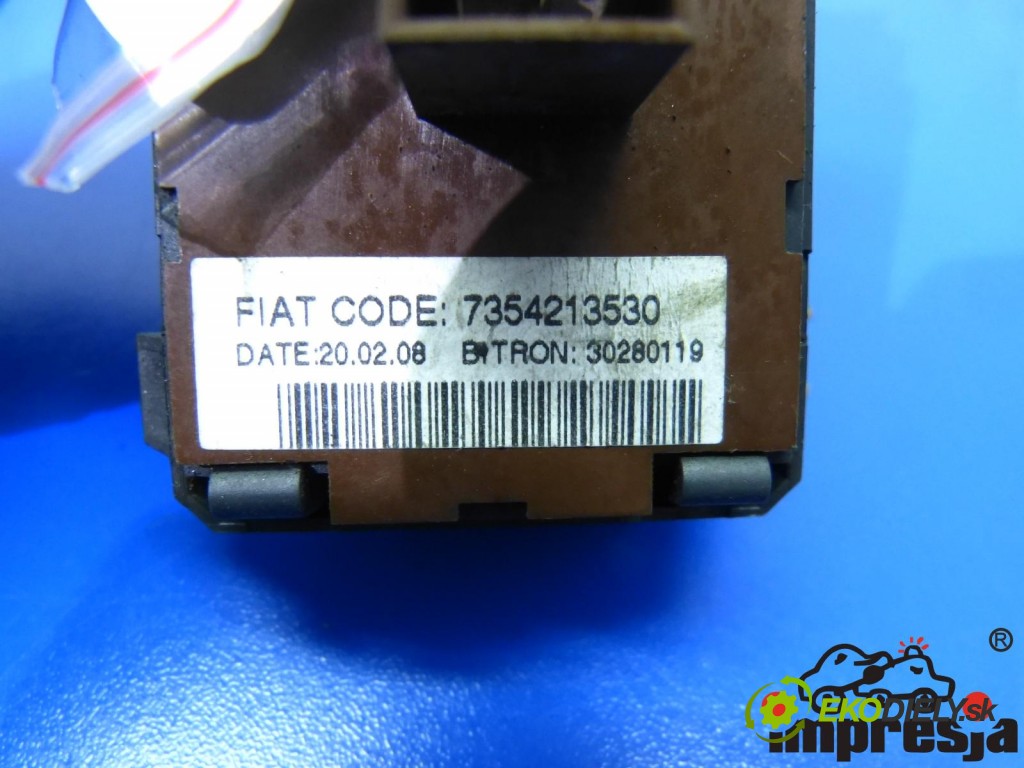 FIAT CODE: 7354213530
DATE:20.02.08 BITRON: 30280119
®
EKODIELY.sk
impresja